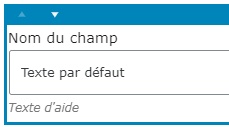 Nom du champ
Texte par défaut
Texte d'aide